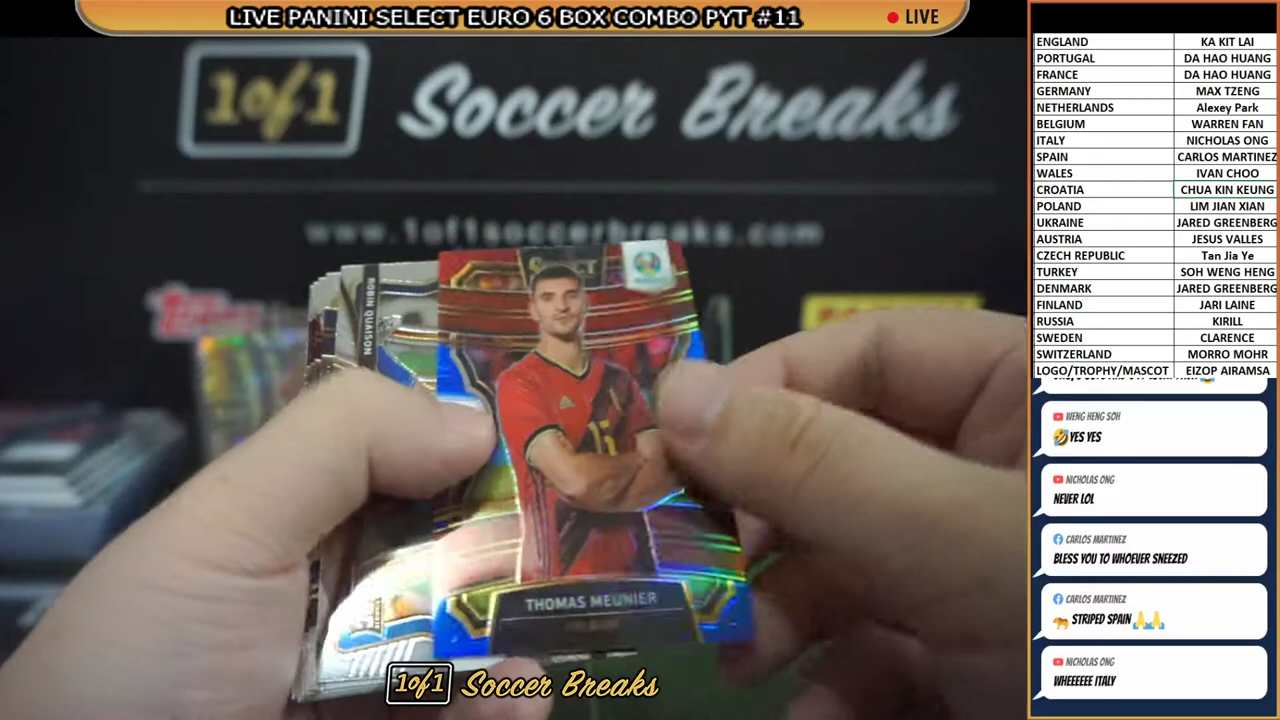 LIVE PANINI SELECT EURO 6 BOX COMBO PYT #11
LIVE
1of1 Soccer Breaks
www.1of1soccerbreaks.com
Topps
PANINI
ROBIN QUAISON
SELECT
15
THOMAS MEUNIER
1of1 Soccer Breaks
ENGLAND KA KIT LAI
PORTUGAL DA HAO HUANG
FRANCE DA HAO HUANG
GERMANY MAX TZENG
NETHERLANDS Alexey Park
BELGIUM WARREN FAN
ITALY NICHOLAS ONG
SPAIN CARLOS MARTINEZ
WALES IVAN CHOO
CROATIA CHUA KIN KEUNG
POLAND LIM JIAN XIAN
UKRAINE JARED GREENBERG
AUSTRIA JESUS VALLES
CZECH REPUBLIC Tan Jia Ye
TURKEY SOH WENG HENG
DENMARK JARED GREENBERG
FINLAND JARI LAINE
RUSSIA KIRILL
SWEDEN CLARENCE
SWITZERLAND MORRO MOHR
LOGO/TROPHY/MASCOT EIZOP AIRAMSA
WENG HENG SOH
🤣YES YES
NICHOLAS ONG
NEVER LOL
CARLOS MARTINEZ
BLESS YOU TO WHOEVER SNEEZED
CARLOS MARTINEZ
🐅 STRIPED SPAIN 🙏🙏
NICHOLAS ONG
WHEEEEEE ITALY